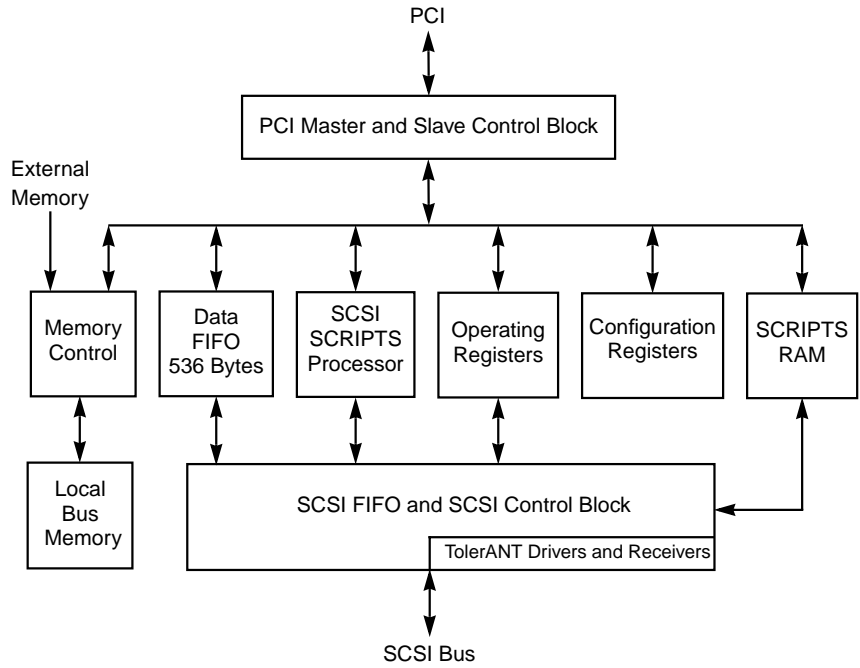 PCI
PCI Master and Slave Control Block
External
Memory
Memory
Control
Data
FIFO
536 Bytes
SCSI
SCRIPTS
Processor
Operating
Registers
Configuration
Registers
SCRIPTS
RAM
Local
Bus
Memory
SCSI FIFO and SCSI Control Block
TolerANT Drivers and Receivers
SCSI Bus